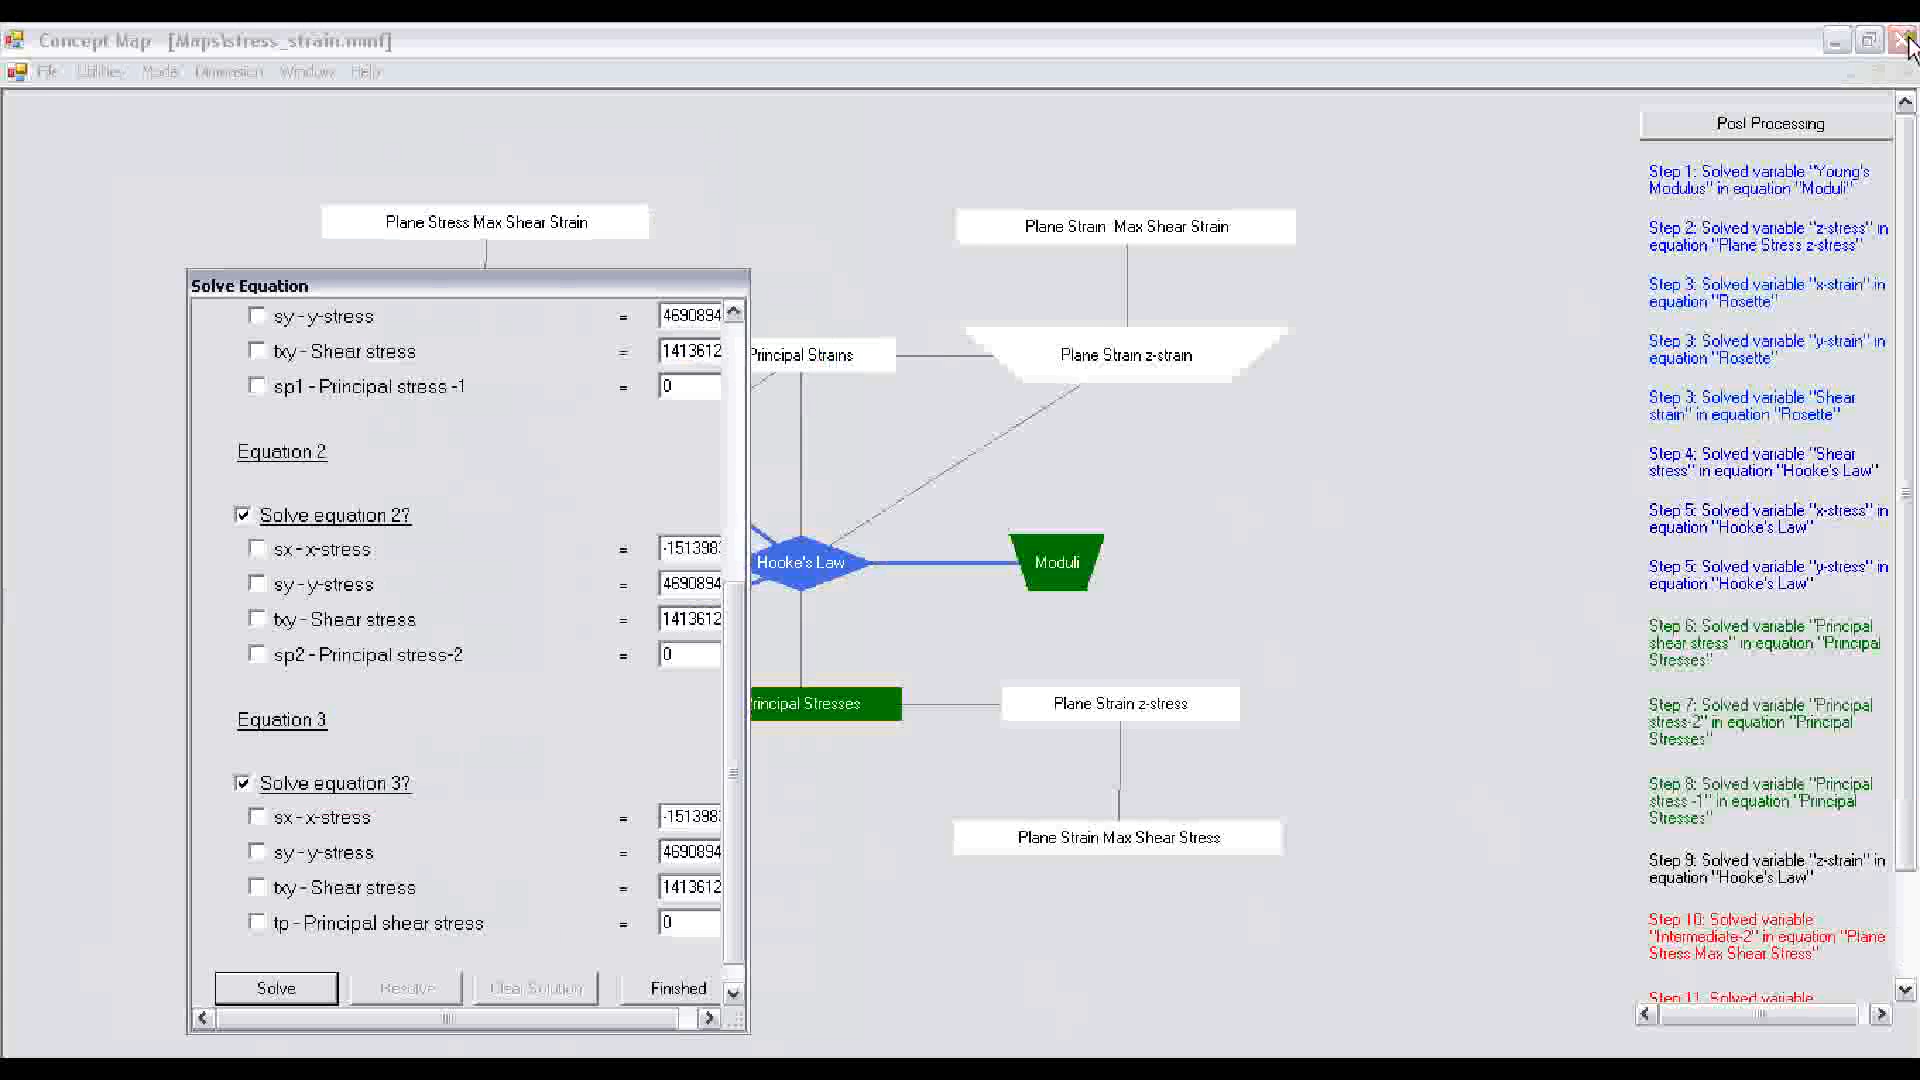 Concept Map [Maps\stress_strain.mmf]
File Utilities Mode Dimension Window Help
Post Processing
Plane Stress Max Shear Strain
Plane Strain Max Shear Strain
Solve Equation
sy - y-stress = 4690894
txy - Shear stress = 1413612
sp1 - Principal stress -1 = 0
Equation 2
Solve equation 2?
sx - x-stress = -151398
sy - y-stress = 4690894
txy - Shear stress = 1413612
sp2 - Principal stress-2 = 0
Equation 3
Solve equation 3?
sx - x-stress = -151398
sy - y-stress = 4690894
txy - Shear stress = 1413612
tp - Principal shear stress = 0
Solve Resolve Clear Solution Finished
Principal Strains
Plane Strain z-strain
Hooke's Law
Moduli
rincipal Stresses
Plane Strain z-stress
Plane Strain Max Shear Stress
Step 1: Solved variable "Young's
Modulus" in equation "Moduli"
Step 2: Solved variable "z-stress" in
equation "Plane Stress z-stress"
Step 3: Solved variable "x-strain" in
equation "Rosette"
Step 3: Solved variable "y-strain" in
equation "Rosette"
Step 3: Solved variable "Shear
strain" in equation "Rosette"
Step 4: Solved variable "Shear
stress" in equation "Hooke's Law"
Step 5: Solved variable "x-stress" in
equation "Hooke's Law"
Step 5: Solved variable "y-stress" in
equation "Hooke's Law"
Step 6: Solved variable "Principal
shear stress" in equation "Principal
Stresses"
Step 7: Solved variable "Principal
stress-2" in equation "Principal
Stresses"
Step 8: Solved variable "Principal
stress -1" in equation "Principal
Stresses"
Step 9: Solved variable "z-strain" in
equation "Hooke's Law"
Step 10: Solved variable
"Intermediate-2" in equation "Plane
Stress Max Shear Stress"
Step 11: Solved variable